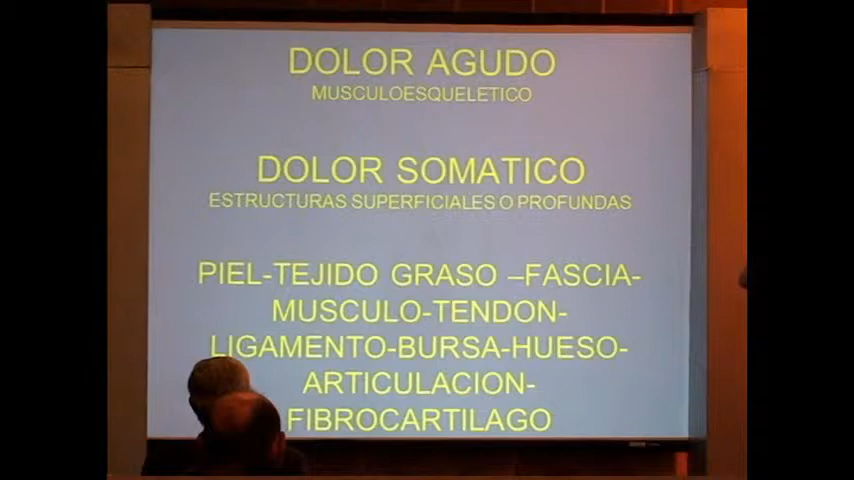 DOLOR AGUDO
MUSCULOESQUELETICO
DOLOR SOMATICO
ESTRUCTURAS SUPERFICIALES O PROFUNDAS
PIEL-TEJIDO GRASO –FASCIA-
MUSCULO-TENDON-
LIGAMENTO-BURSA-HUESO-
ARTICULACION-
FIBROCARTILAGO